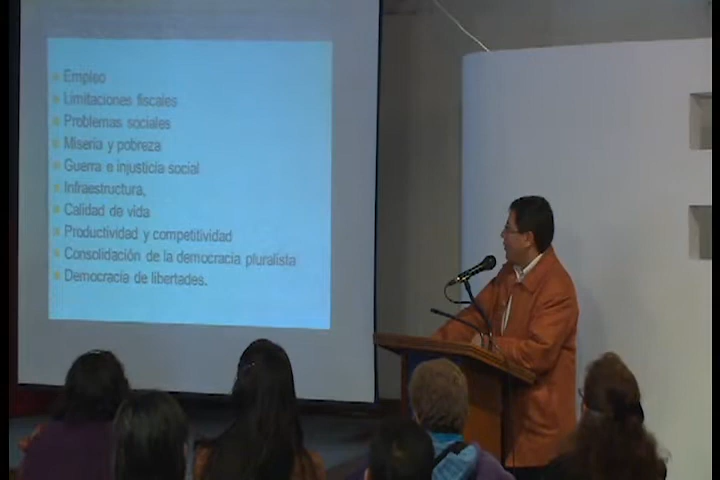 Empleo
Limitaciones fiscales
Problemas sociales
Miseria y pobreza
Guerra e injusticia social
Infraestructura,
Calidad de vida
Productividad y competitividad
Consolidación de la democracia pluralista
Democracia de libertades.